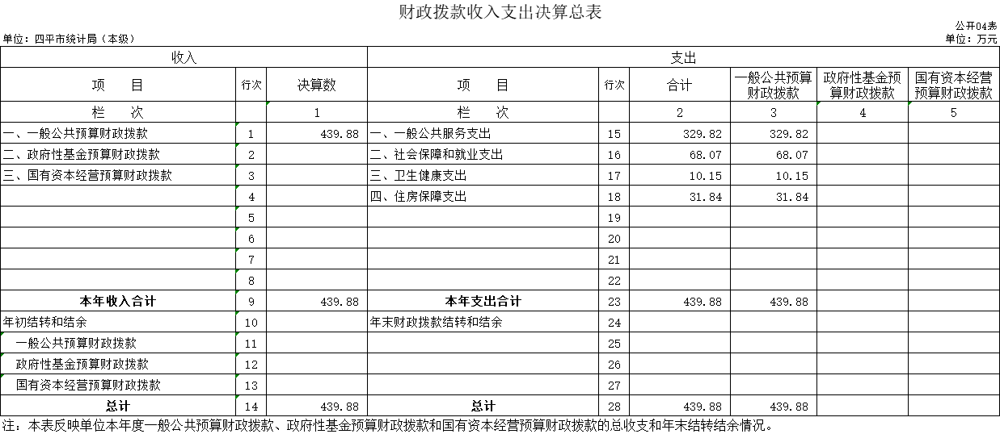 财政拨款收入支出决算总表
公开04表
单位：四平市统计局（本级） 单位：万元
收入 支出
项 目 行次 决算数 项 目 行次 合计 一般公共预算财政拨款 政府性基金预算财政拨款 国有资本经营预算财政拨款
栏 次 1 栏 次 2 3 4 5
一、一般公共预算财政拨款 1 439.88 一、一般公共服务支出 15 329.82 329.82
二、政府性基金预算财政拨款 2 二、社会保障和就业支出 16 68.07 68.07
三、国有资本经营预算财政拨款 3 三、卫生健康支出 17 10.15 10.15
4 四、住房保障支出 18 31.84 31.84
5 19
6 20
7 21
8 22
本年收入合计 9 439.88 本年支出合计 23 439.88 439.88
年初结转和结余 10 年末财政拨款结转和结余 24
一般公共预算财政拨款 11 25
政府性基金预算财政拨款 12 26
国有资本经营预算财政拨款 13 27
总计 14 439.88 总计 28 439.88 439.88
注：本表反映单位本年度一般公共预算财政拨款、政府性基金预算财政拨款和国有资本经营预算财政拨款的总收支和年末结转结余情况。